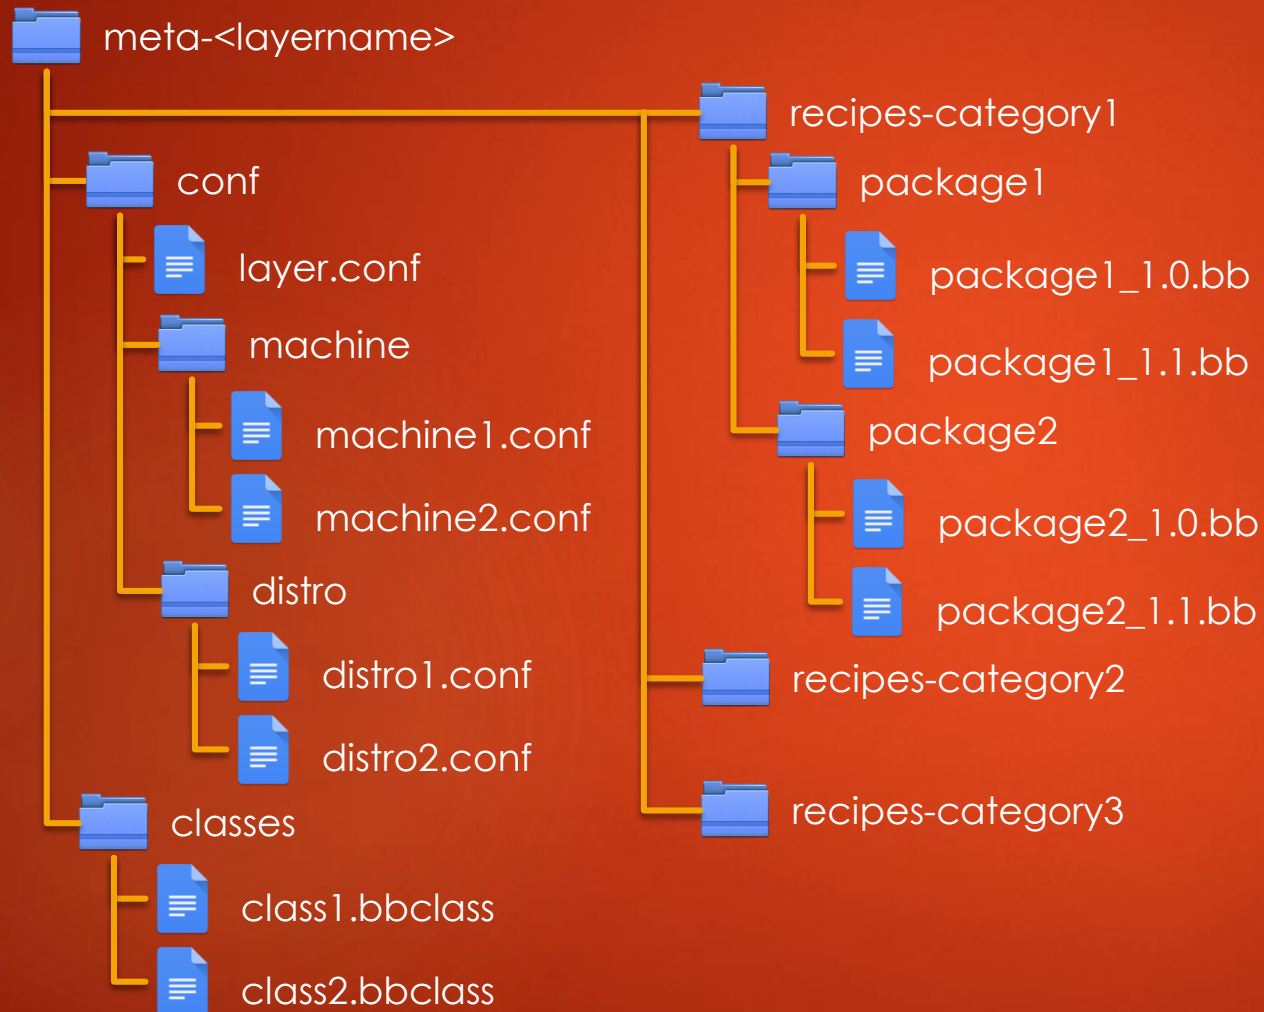 meta-<layername>
conf
layer.conf
machine
machine1.conf
machine2.conf
distro
distro1.conf
distro2.conf
classes
class1.bbclass
class2.bbclass
recipes-category1
package1
package1_1.0.bb
package1_1.1.bb
package2
package2_1.0.bb
package2_1.1.bb
recipes-category2
recipes-category3